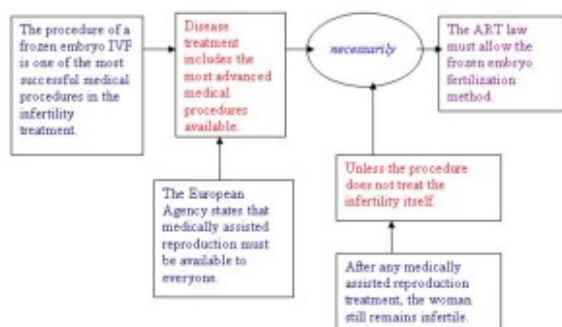 The procedure of a
frozen embryo IVF
is one of the most
successful medical
procedures in the
infertility
treatment.
Disease
treatment
includes the
most advanced
medical
procedures
available.
necessarily
The ART law
must allow the
frozen embryo
fertilization
method.
The European
Agency states that
medically assisted
reproduction must
be available to
everyone.
Unless the procedure
does not treat the
infertility itself.
After any medically
assisted reproduction
treatment, the woman
still remains infertile.